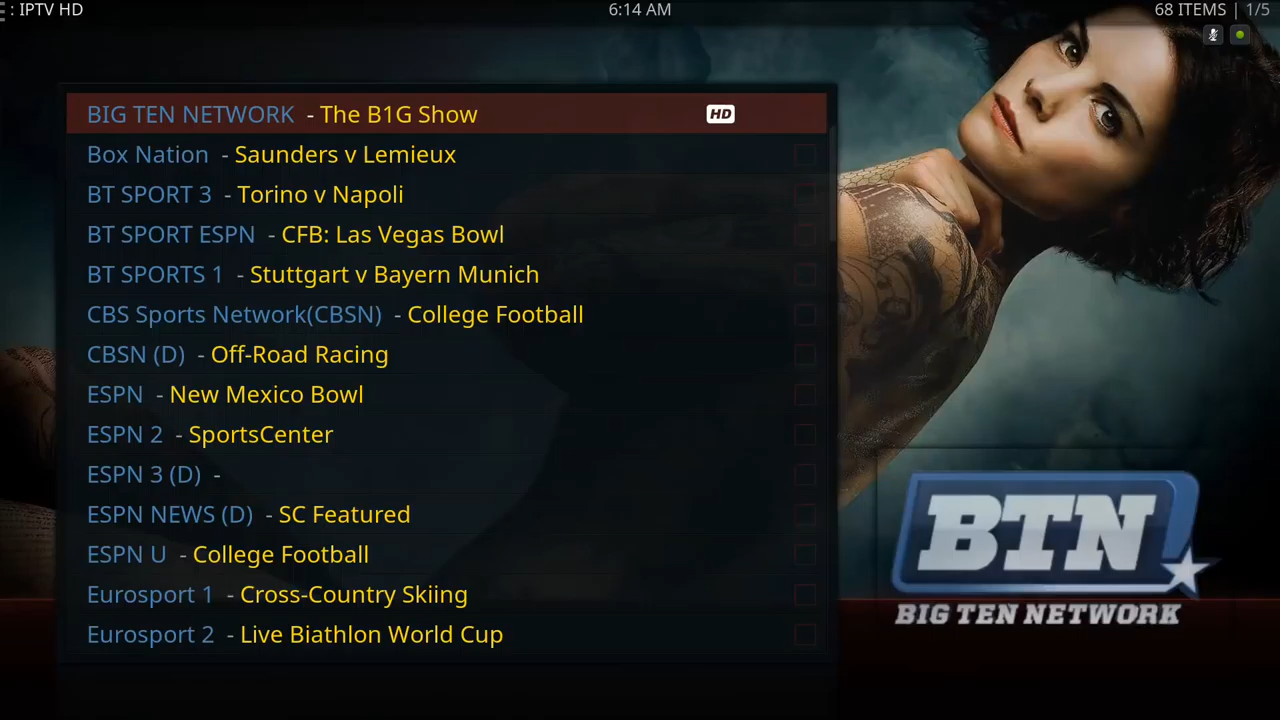 : IPTV HD
6:14 AM
68 ITEMS | 1/5
BIG TEN NETWORK - The B1G Show HD
Box Nation - Saunders v Lemieux
BT SPORT 3 - Torino v Napoli
BT SPORT ESPN - CFB: Las Vegas Bowl
BT SPORTS 1 - Stuttgart v Bayern Munich
CBS Sports Network(CBSN) - College Football
CBSN (D) - Off-Road Racing
ESPN - New Mexico Bowl
ESPN 2 - SportsCenter
ESPN 3 (D) -
ESPN NEWS (D) - SC Featured
ESPN U - College Football
Eurosport 1 - Cross-Country Skiing
Eurosport 2 - Live Biathlon World Cup
BTN
BIG TEN NETWORK